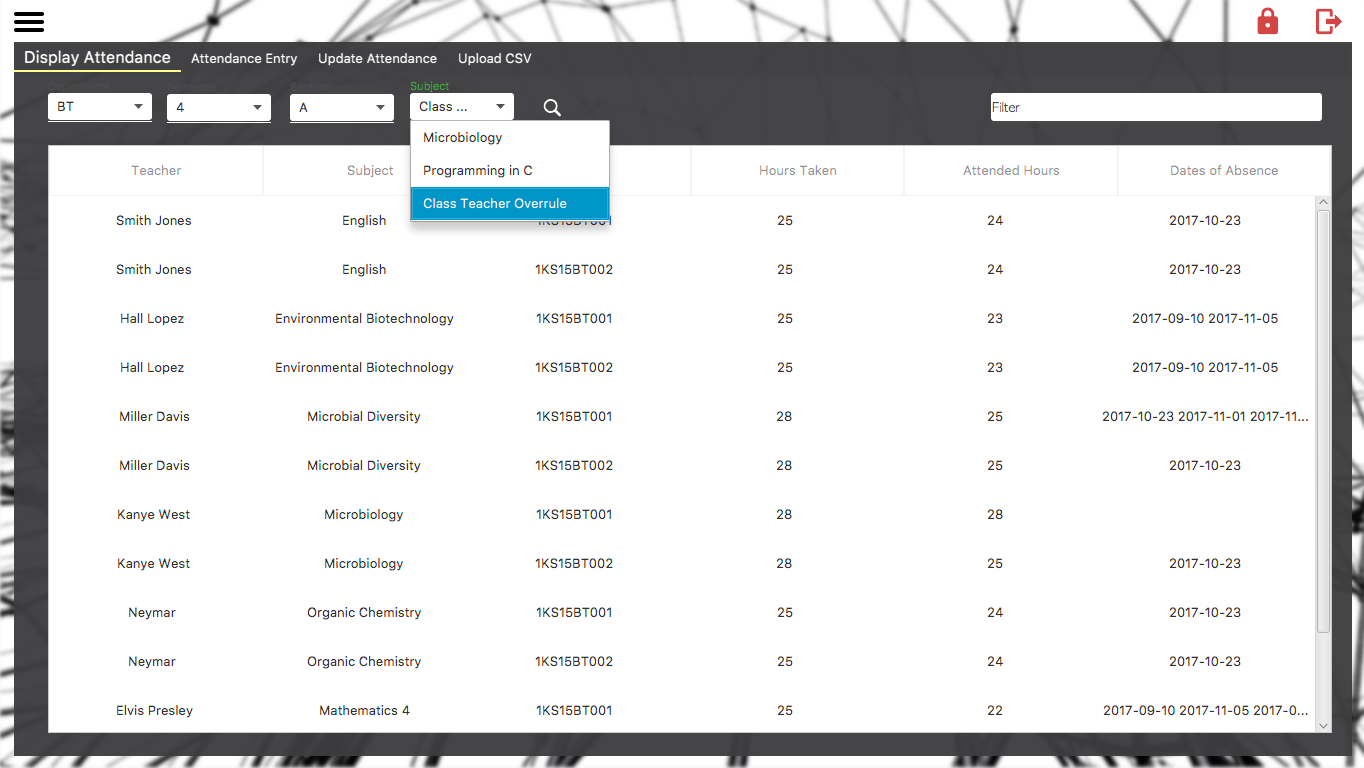 Display Attendance Attendance Entry Update Attendance Upload CSV
Subject
BT 4 A Class ... Filter
Microbiology
Programming in C
Class Teacher Overrule
Teacher Subject Hours Taken Attended Hours Dates of Absence
Smith Jones English 1KS15BT001 25 24 2017-10-23
Smith Jones English 1KS15BT002 25 24 2017-10-23
Hall Lopez Environmental Biotechnology 1KS15BT001 25 23 2017-09-10 2017-11-05
Hall Lopez Environmental Biotechnology 1KS15BT002 25 23 2017-09-10 2017-11-05
Miller Davis Microbial Diversity 1KS15BT001 28 25 2017-10-23 2017-11-01 2017-11...
Miller Davis Microbial Diversity 1KS15BT002 28 25 2017-10-23
Kanye West Microbiology 1KS15BT001 28 28
Kanye West Microbiology 1KS15BT002 28 25 2017-10-23
Neymar Organic Chemistry 1KS15BT001 25 24 2017-10-23
Neymar Organic Chemistry 1KS15BT002 25 24 2017-10-23
Elvis Presley Mathematics 4 1KS15BT001 25 22 2017-09-10 2017-11-05 2017-0...